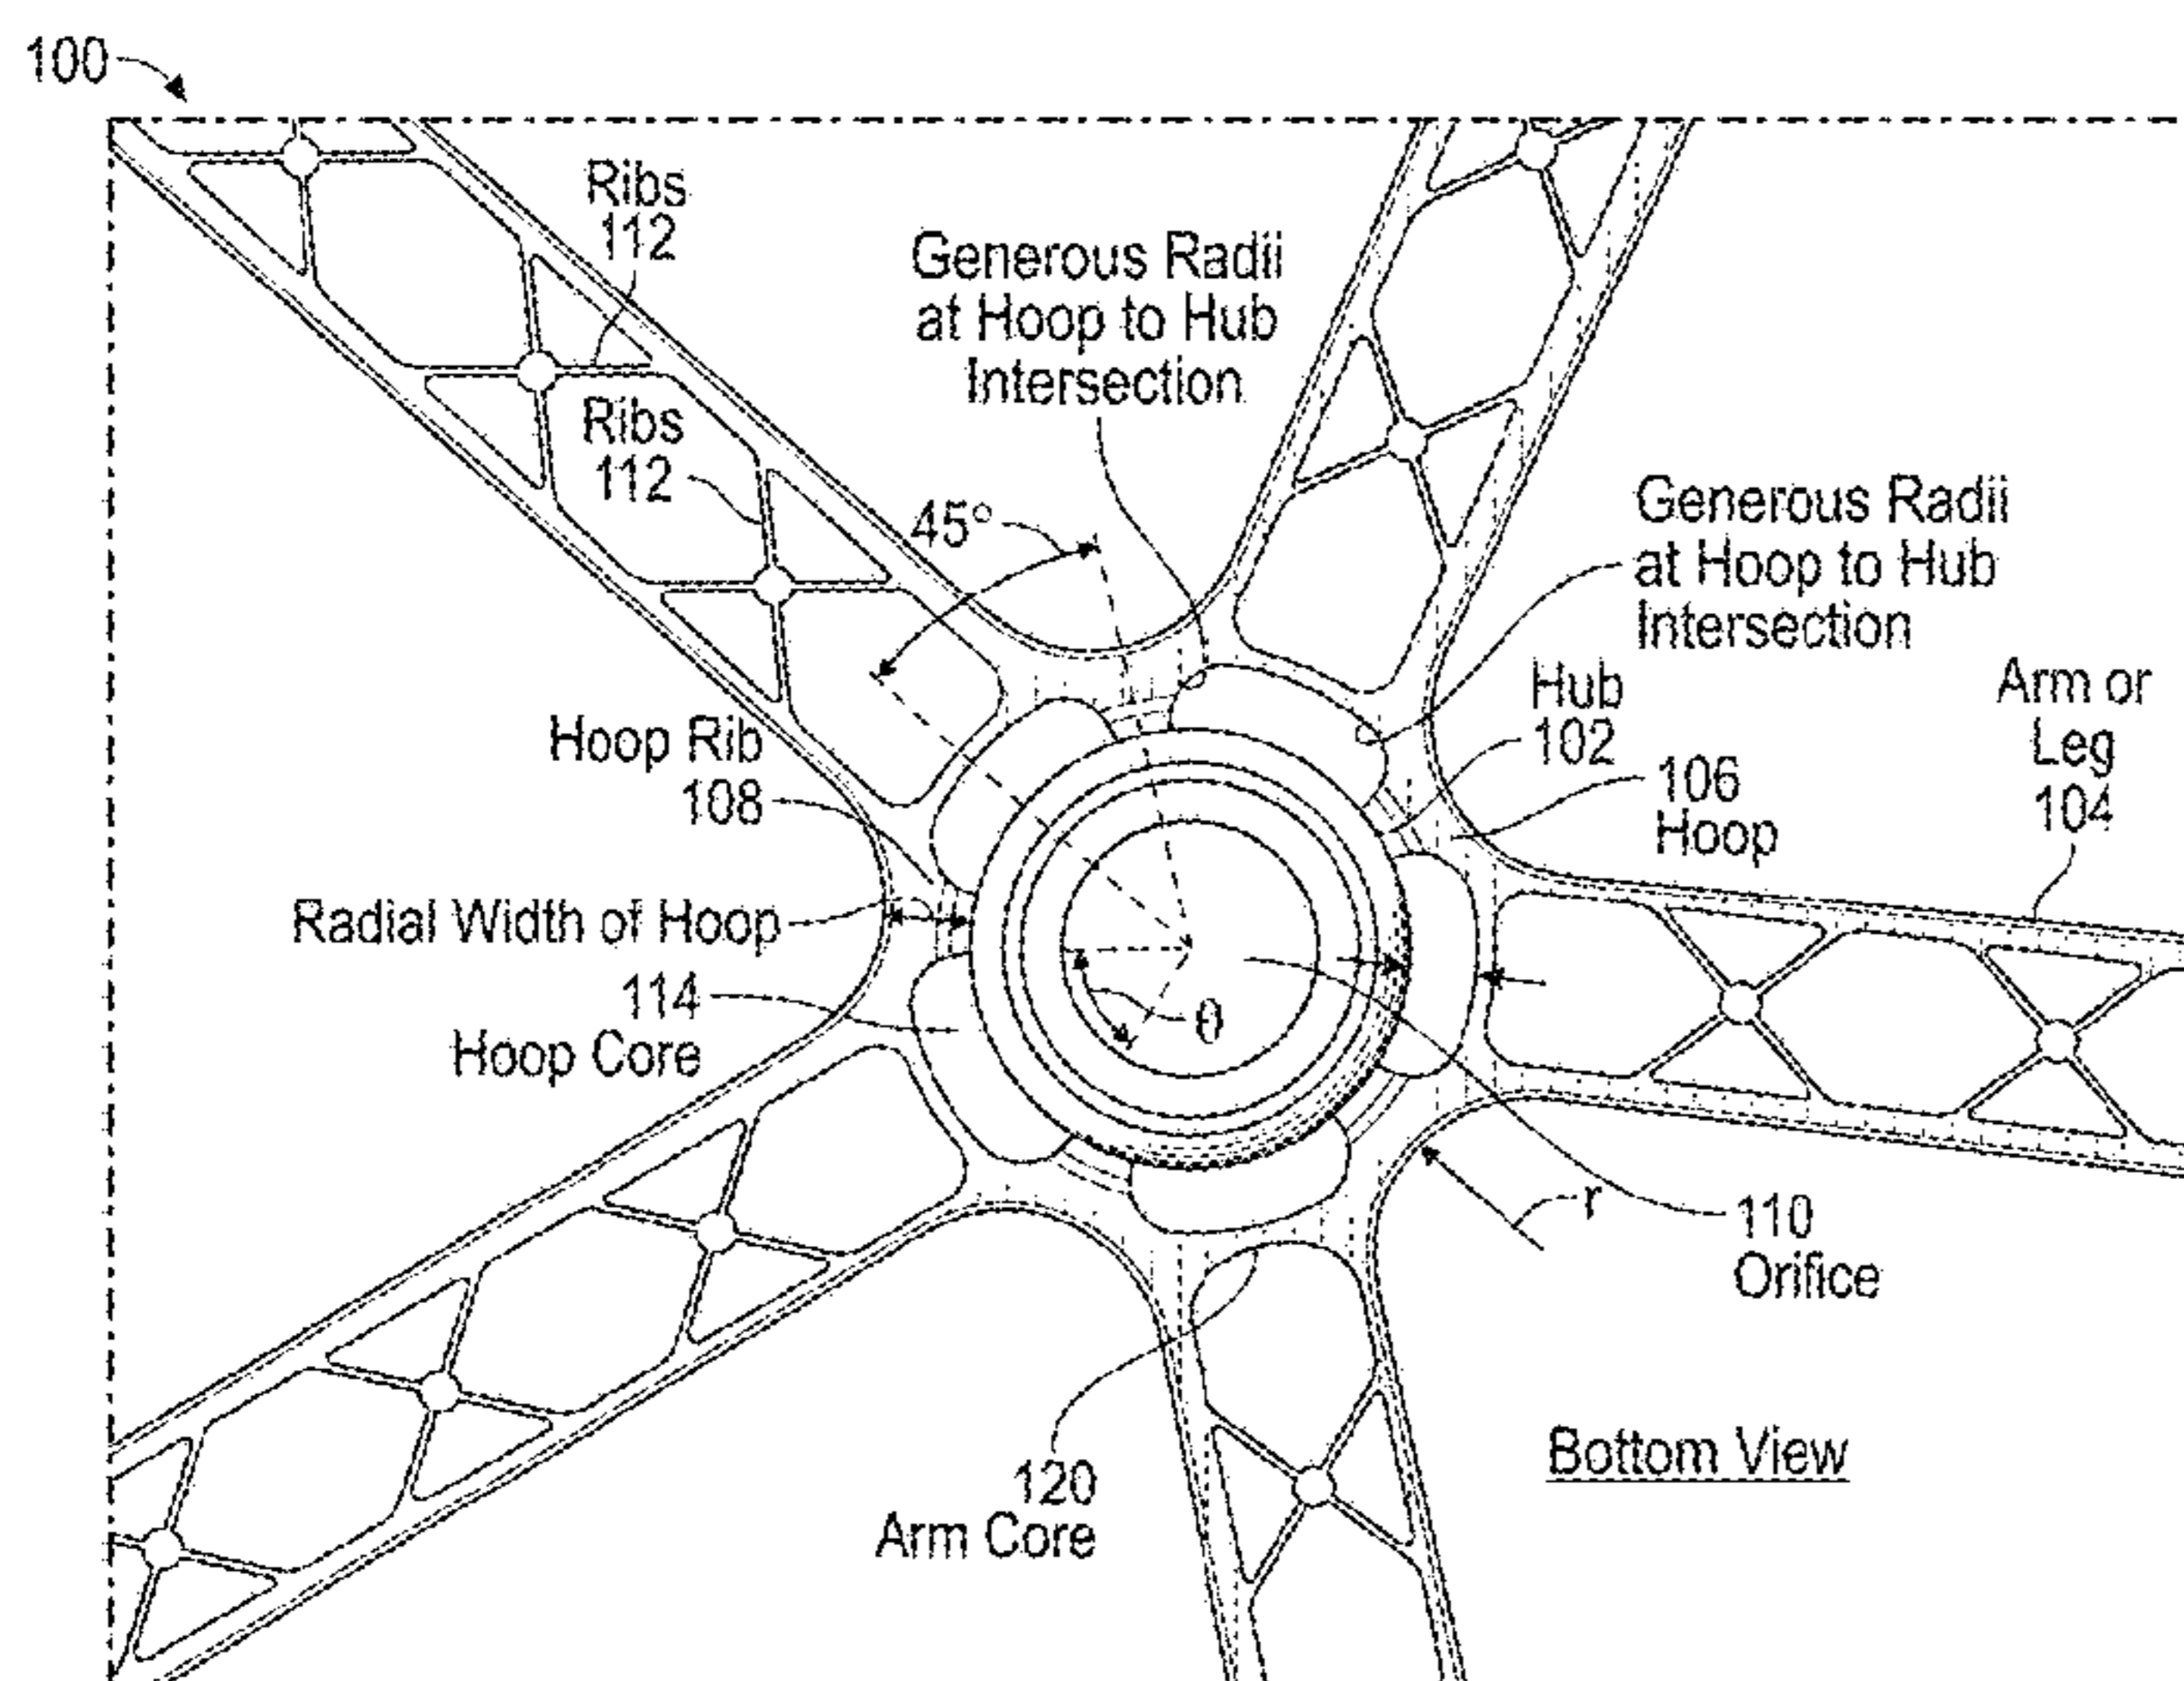 100
Ribs
112
Generous Radii
at Hoop to Hub
Intersection
Ribs
112
45°
Generous Radii
at Hoop to Hub
Intersection
Hub
102
Arm or
Leg
104
106
Hoop
Hoop Rib
108
Radial Width of Hoop
114
Hoop Core
θ
r
110
Orifice
120
Arm Core
Bottom View